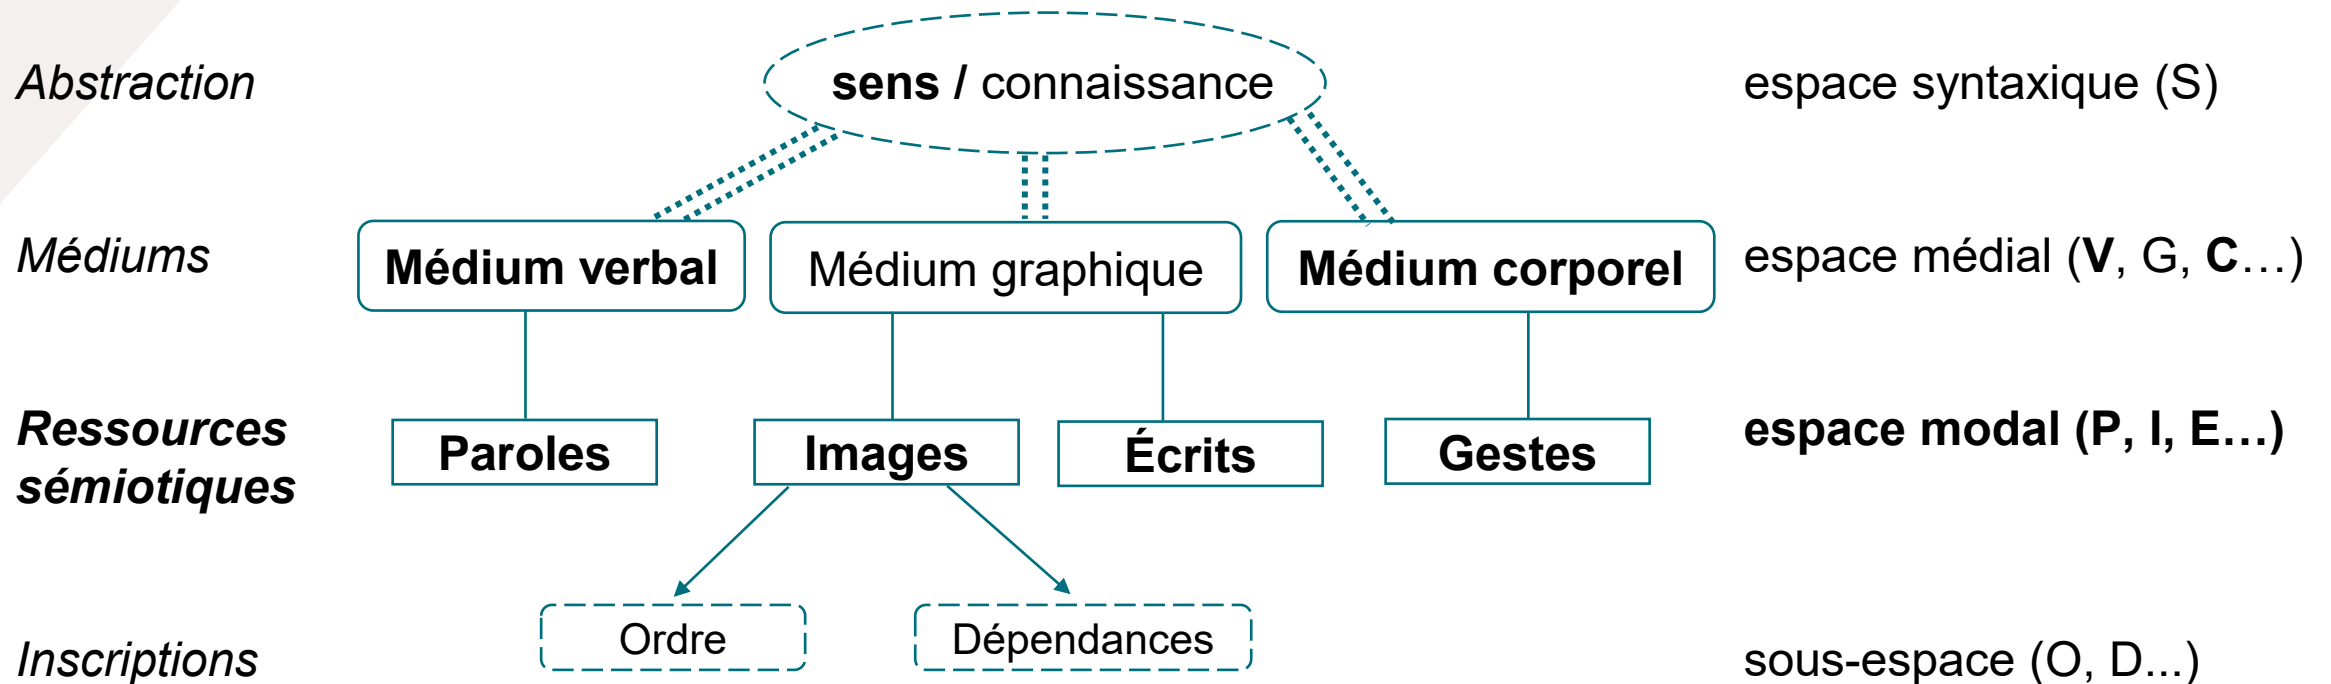 Abstraction
sens / connaissance
espace syntaxique (S)
Médiums
Médium verbal
Médium graphique
Médium corporel
espace médial (V, G, C…)
Ressources
sémiotiques
Paroles
Images
Écrits
Gestes
espace modal (P, I, E…)
Inscriptions
Ordre
Dépendances
sous-espace (O, D...)